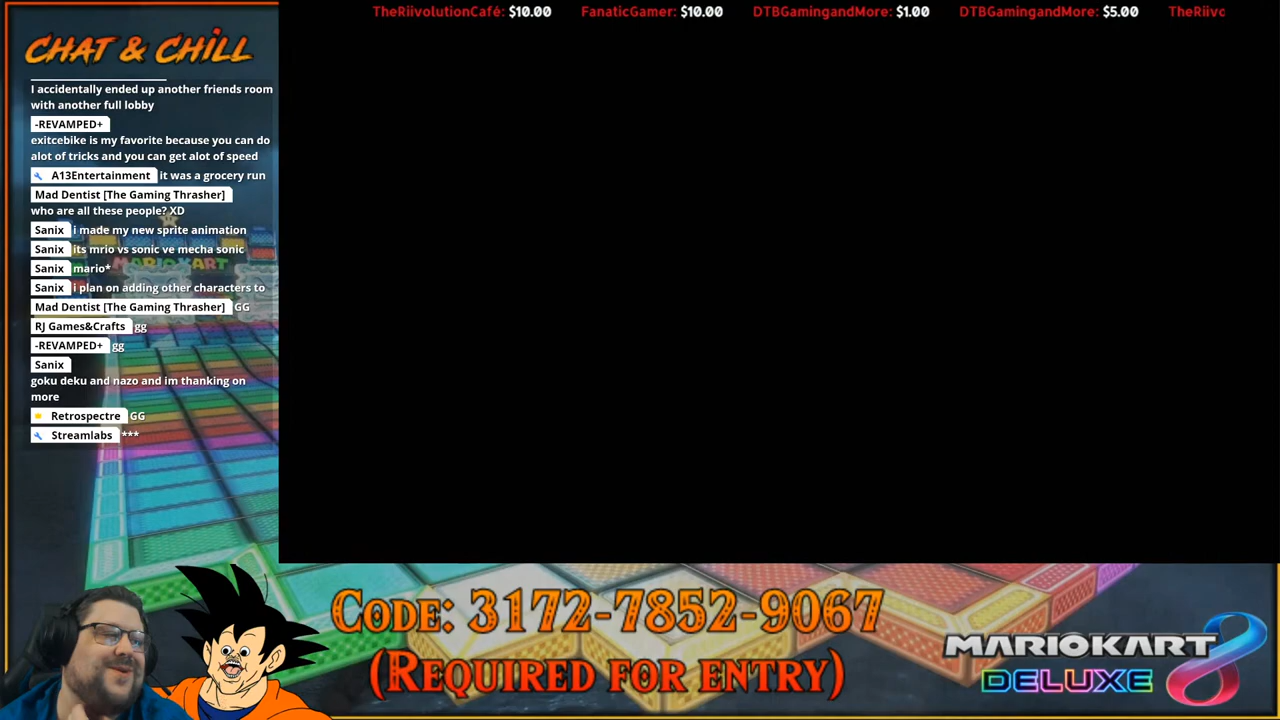 TheRiivolutionCafé: $10.00 FanaticGamer: $10.00 DTBGamingandMore: $1.00 DTBGamingandMore: $5.00 TheRiivc
CHAT & CHILL
I accidentally ended up another friends room
with another full lobby
-REVAMPED+
exitcebike is my favorite because you can do
alot of tricks and you can get alot of speed
A13Entertainment it was a grocery run
Mad Dentist [The Gaming Thrasher]
who are all these people? XD
Sanix i made my new sprite animation
Sanix its mrio vs sonic ve mecha sonic
Sanix mario*
Sanix i plan on adding other characters to
Mad Dentist [The Gaming Thrasher] GG
RJ Games&Crafts gg
-REVAMPED+ gg
Sanix
goku deku and nazo and im thanking on
more
Retrospectre GG
Streamlabs ***
MARIO KART
CODE: 3172-7852-9067
(REQUIRED FOR ENTRY)
MARIOKART 8
DELUXE